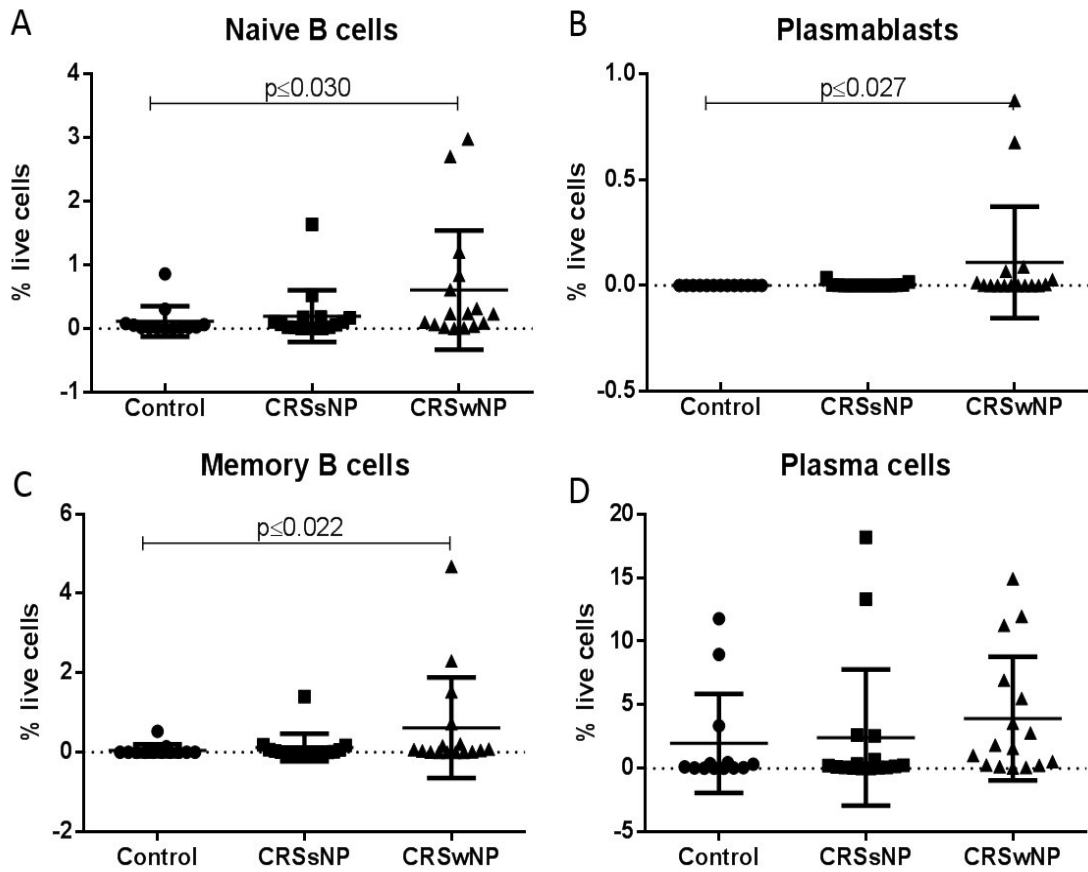 A
Naive B cells
p≤0.030
% live cells
4
3
2
1
0
-1
Control CRSsNP CRSwNP
B
Plasmablasts
p≤0.027
% live cells
1.0
0.5
0.0
-0.5
Control CRSsNP CRSwNP
C
Memory B cells
p≤0.022
% live cells
6
4
2
0
-2
Control CRSsNP CRSwNP
D
Plasma cells
% live cells
20
15
10
5
0
-5
Control CRSsNP CRSwNP